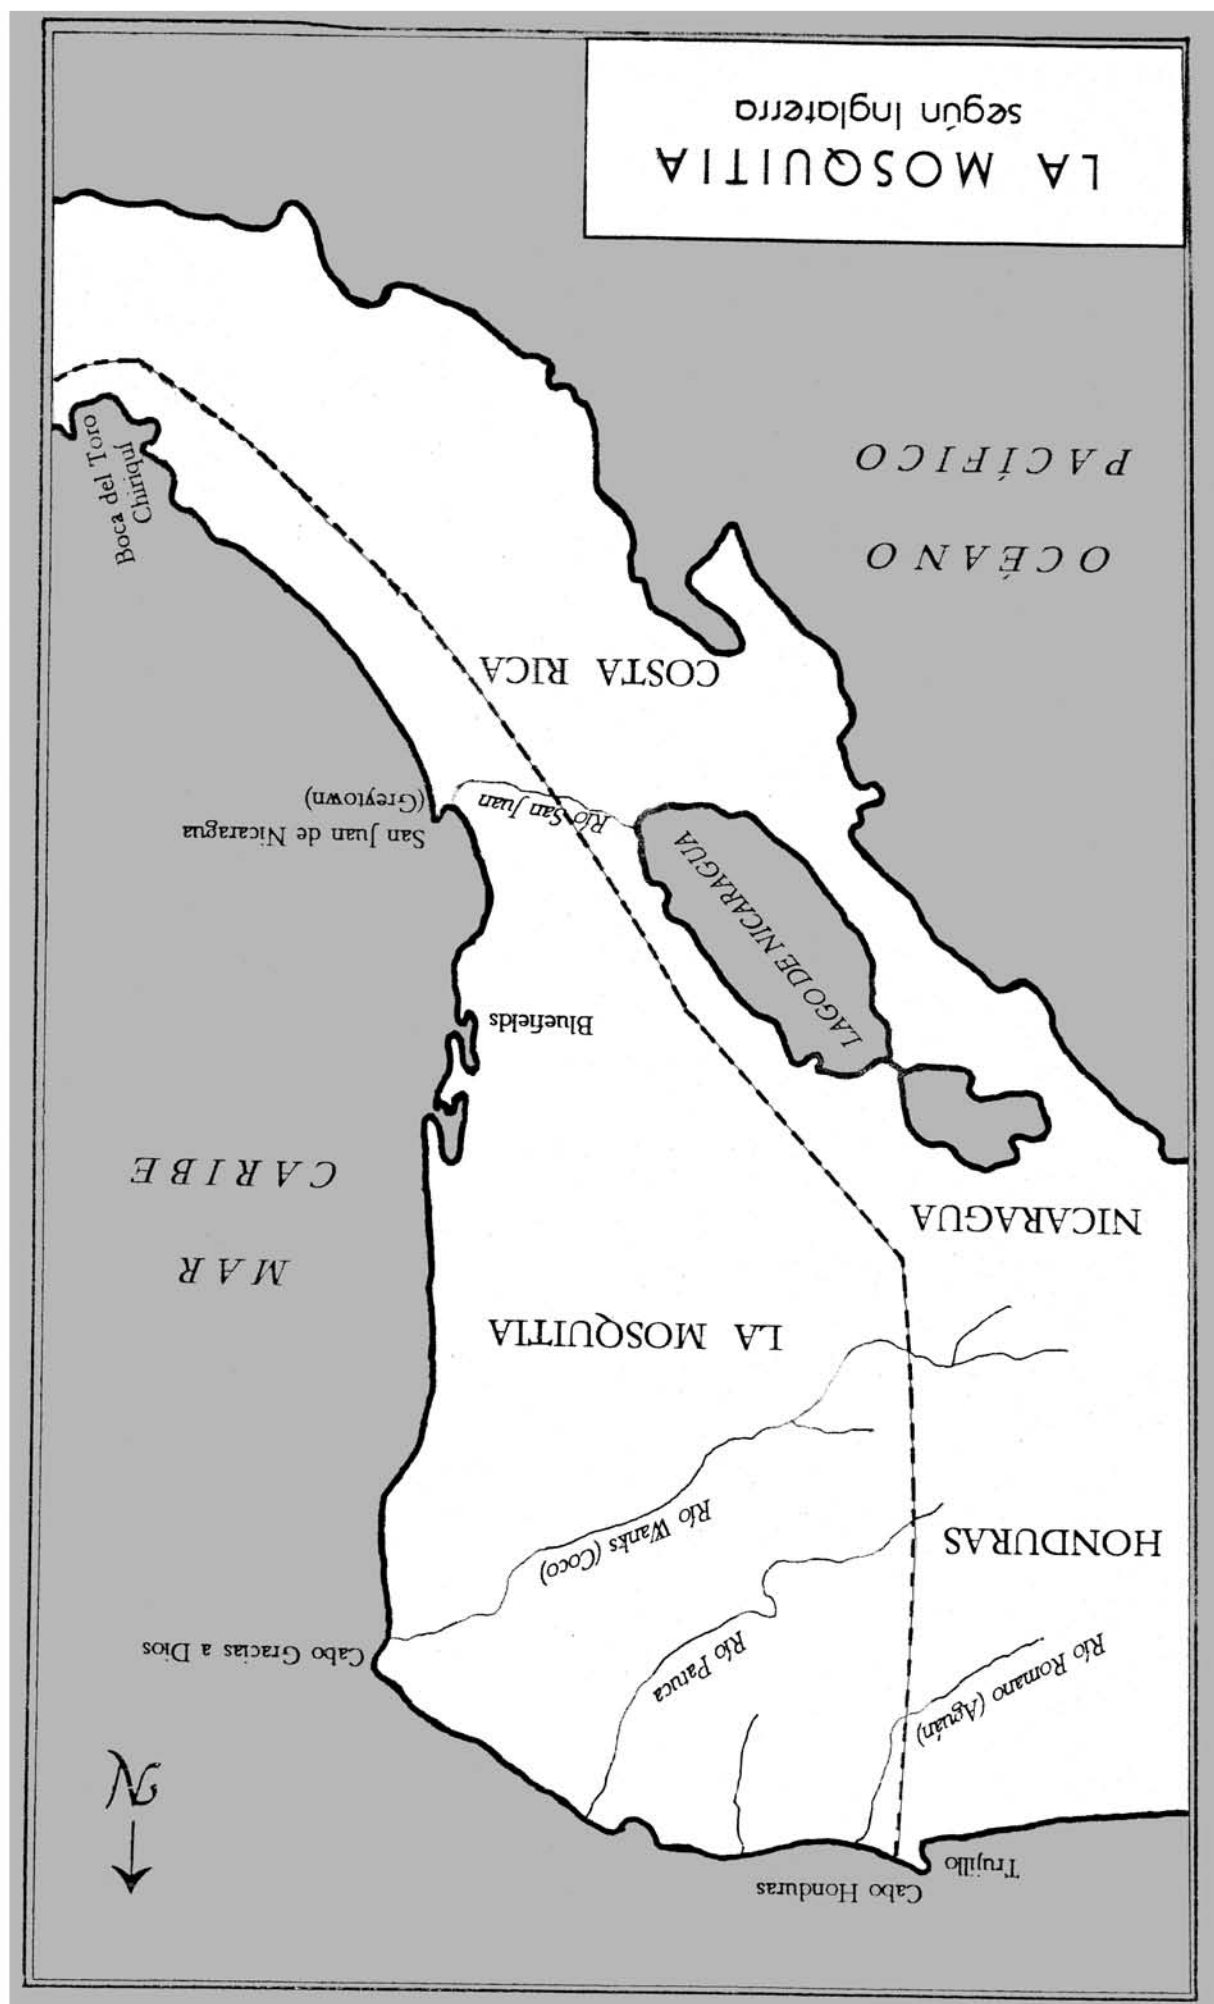 Cabo Honduras
Trujillo
N
Río Romano (Aguán)
Río Patuca
Cabo Gracias a Dios
HONDURAS
Río Wanks (Coco)
LA MOSQUITIA
MAR
CARIBE
NICARAGUA
Bluefields
LAGO DE NICARAGUA
San Juan de Nicaragua
(Greytown)
Río San Juan
COSTA RICA
OCÉANO
PACÍFICO
Boca del Toro
Chiriquí
LA MOSQUITIA
según Inglaterra